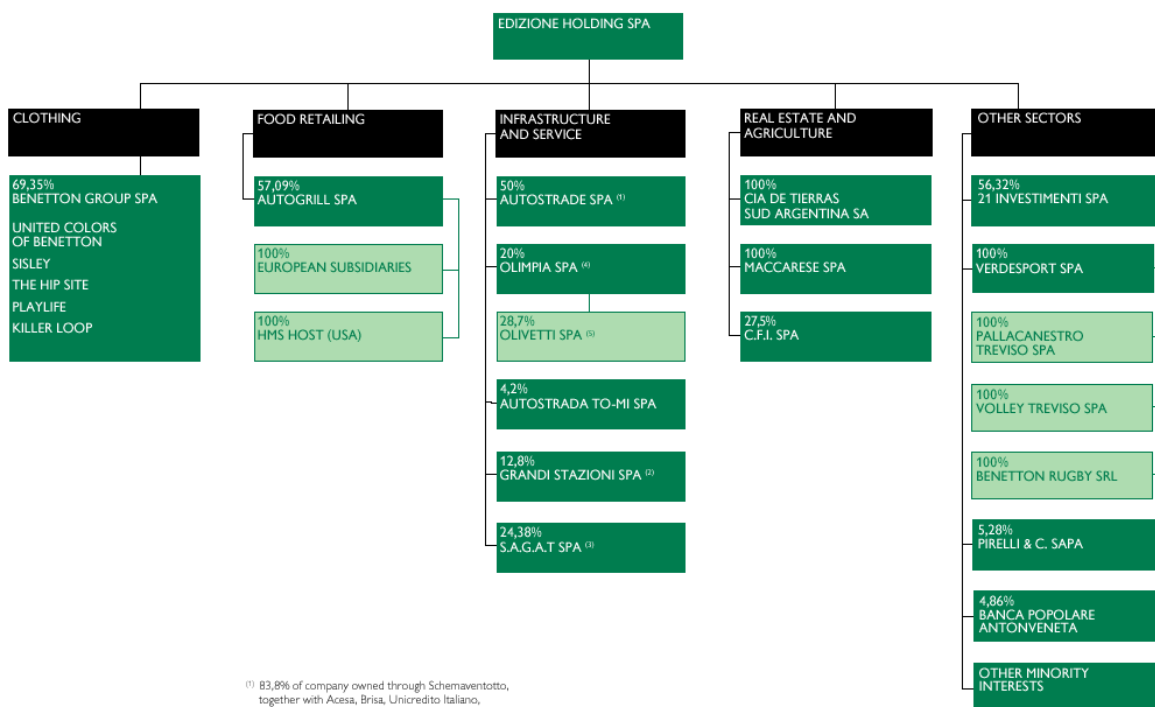 EDIZIONE HOLDING SPA
CLOTHING
69,35%
BENETTON GROUP SPA
UNITED COLORS
OF BENETTON
SISLEY
THE HIP SITE
PLAYLIFE
KILLER LOOP
FOOD RETAILING
57,09%
AUTOGRILL SPA
100%
EUROPEAN SUBSIDIARIES
100%
HMS HOST (USA)
INFRASTRUCTURE
AND SERVICE
50%
AUTOSTRADE SPA (1)
20%
OLIMPIA SPA (4)
28,7%
OLIVETTI SPA (5)
4,2%
AUTOSTRADA TO-MI SPA
12,8%
GRANDI STAZIONI SPA (2)
24,38%
S.A.G.A.T SPA (3)
REAL ESTATE AND
AGRICULTURE
100%
CIA DE TIERRAS
SUD ARGENTINA SA
100%
MACCARESE SPA
27,5%
C.F.I. SPA
OTHER SECTORS
56,32%
21 INVESTIMENTI SPA
100%
VERDESPORT SPA
100%
PALLACANESTRO
TREVISO SPA
100%
VOLLEY TREVISO SPA
100%
BENETTON RUGBY SRL
5,28%
PIRELLI & C. SAPA
4,86%
BANCA POPOLARE
ANTONVENETA
OTHER MINORITY
INTERESTS
(1) 83,8% of company owned through Schemaventotto,
together with Acesa, Brisa, Unicredito Italiano,